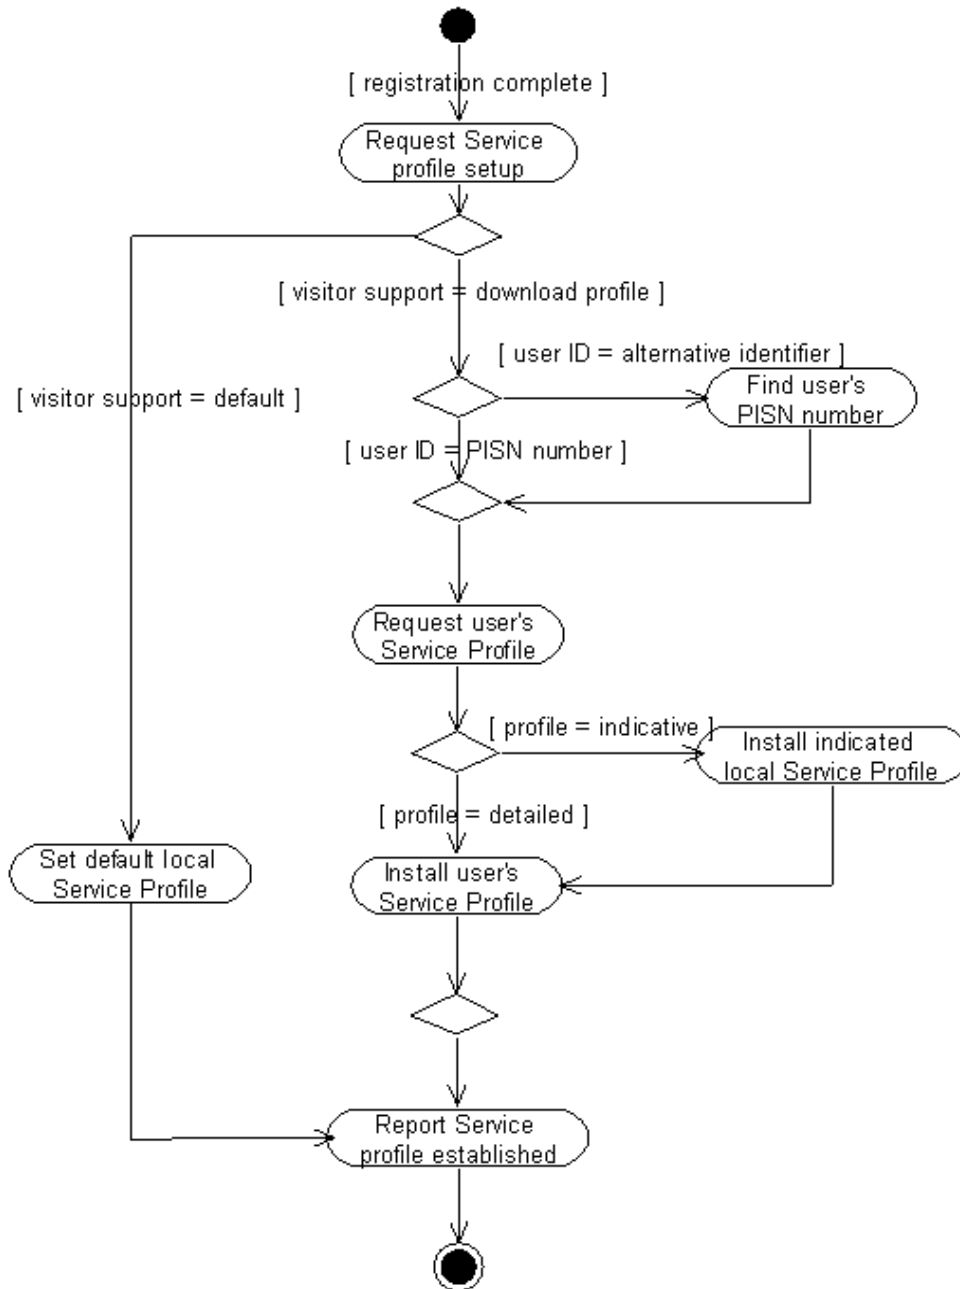 [ registration complete ]
Request Service
profile setup
[ visitor support = download profile ]
[ user ID = alternative identifier ]
Find user's
PISN number
[ visitor support = default ]
[ user ID = PISN number ]
Request user's
Service Profile
[ profile = indicative ]
Install indicated
local Service Profile
[ profile = detailed ]
Set default local
Service Profile
Install user's
Service Profile
Report Service
profile established